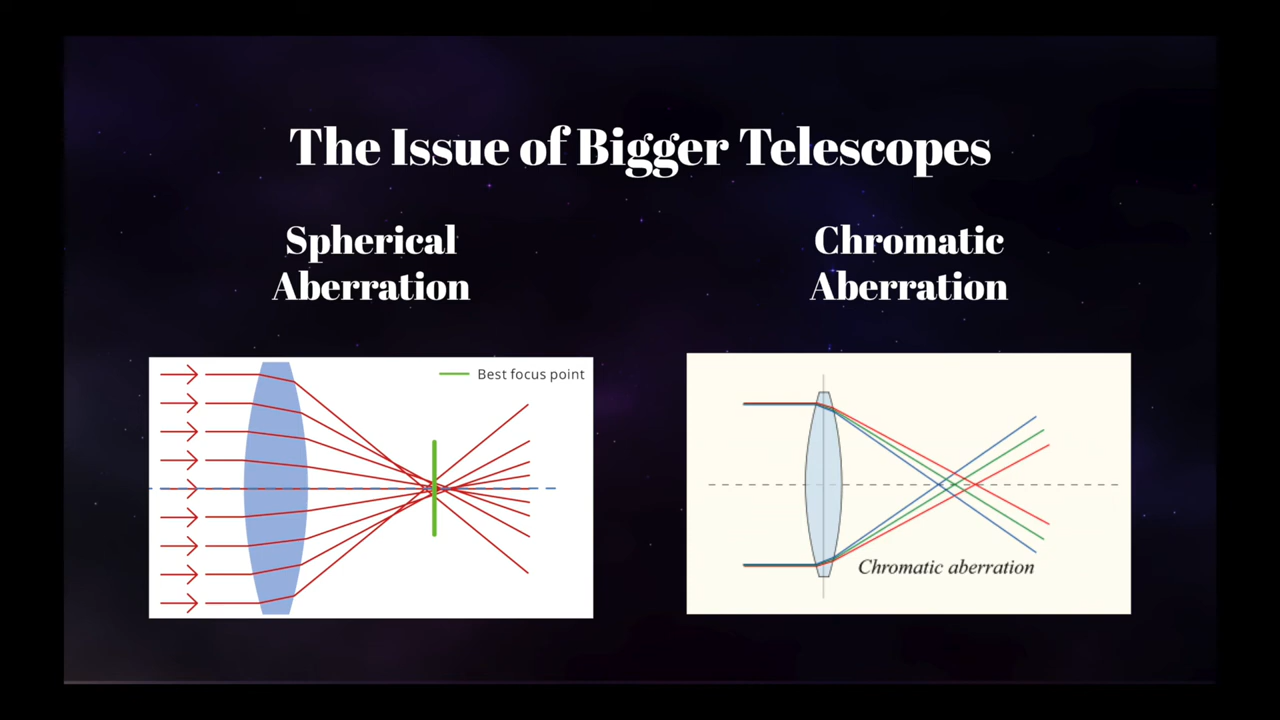 The Issue of Bigger Telescopes
Spherical
Aberration
Chromatic
Aberration
Best focus point
Chromatic aberration